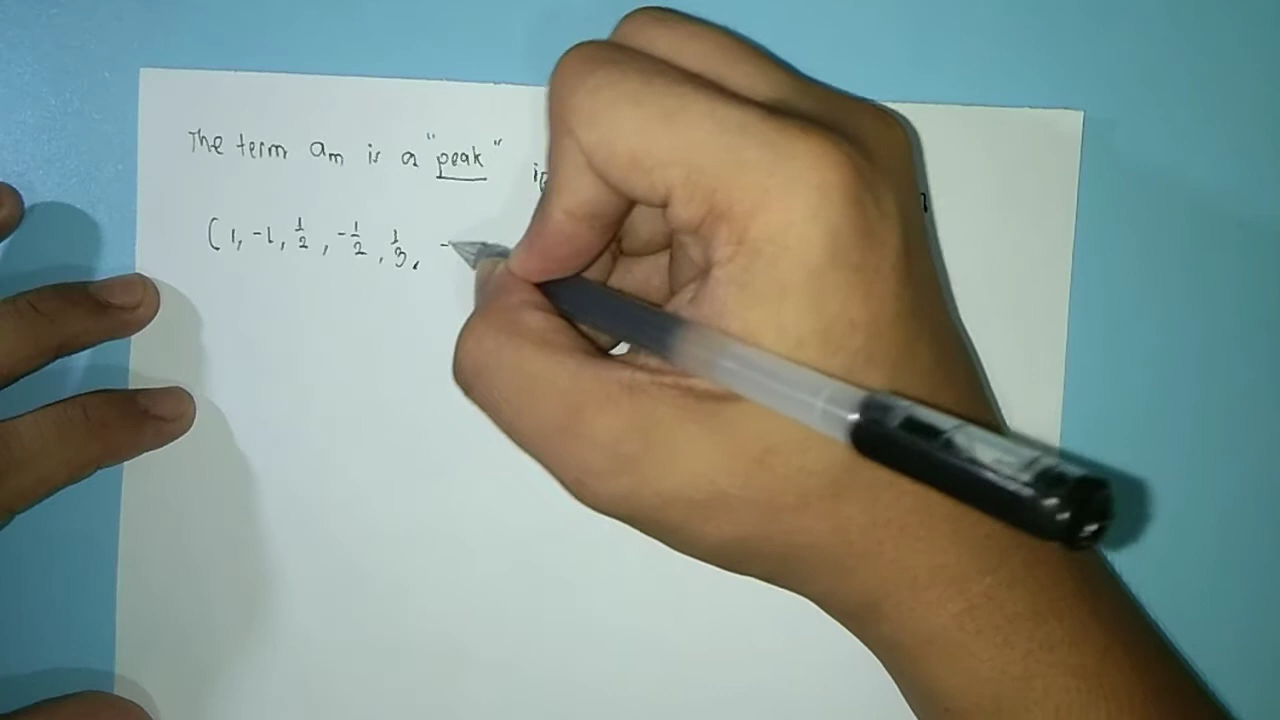 The term am is a "peak"
(1, -1, 1/2, -1/2, 1/3, -